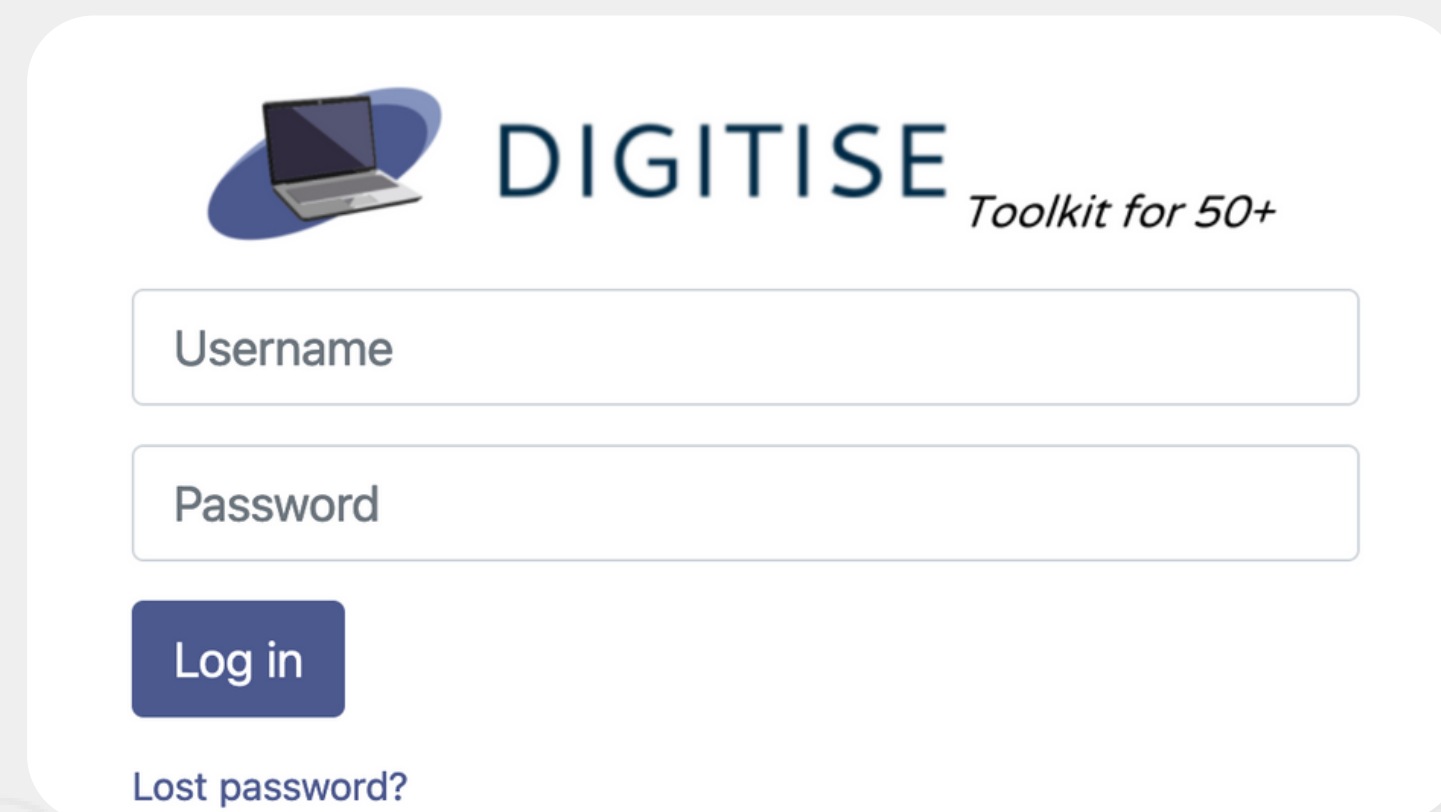 DIGITISE
Toolkit for 50+
Username
Password
Log in
Lost password?